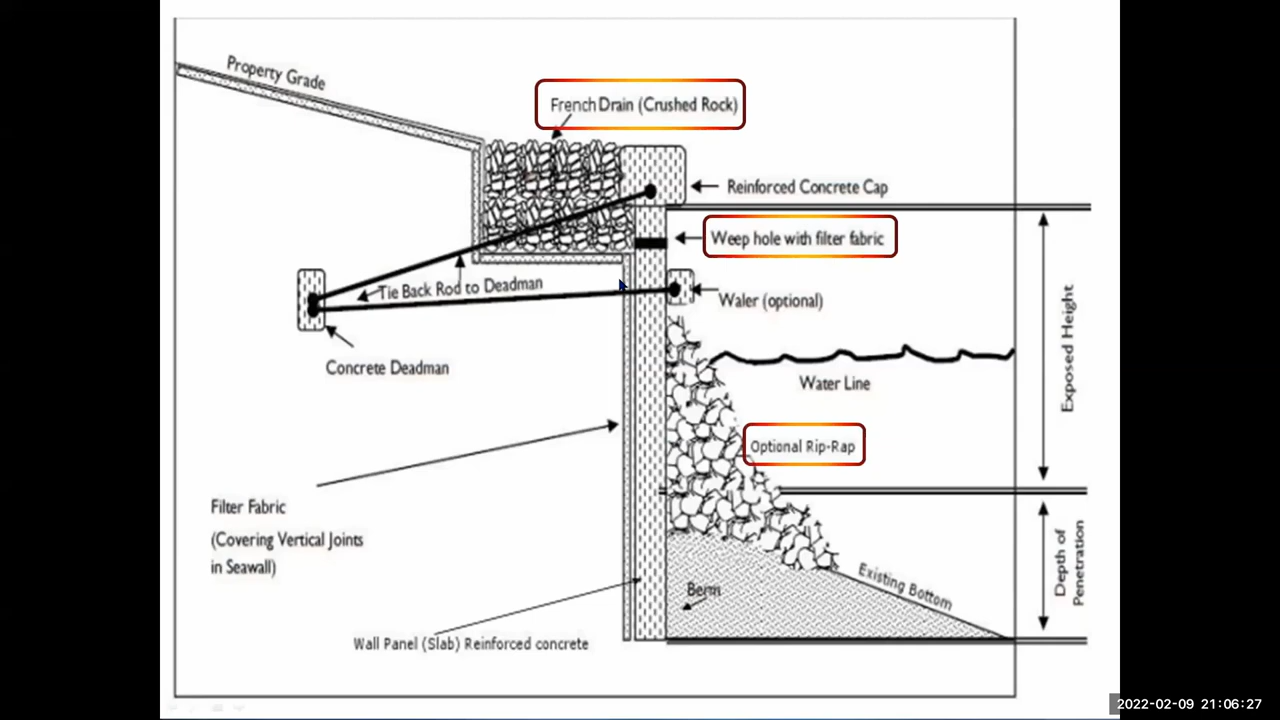 Property Grade
French Drain (Crushed Rock)
Reinforced Concrete Cap
Weep hole with filter fabric
Tie Back Rod to Deadman
Waler (optional)
Concrete Deadman
Water Line
Exposed Height
Optional Rip-Rap
Filter Fabric
(Covering Vertical Joints
in Seawall)
Existing Bottom
Depth of
Penetration
Berm
Wall Panel (Slab) Reinforced concrete
2022-02-09 21:06:27